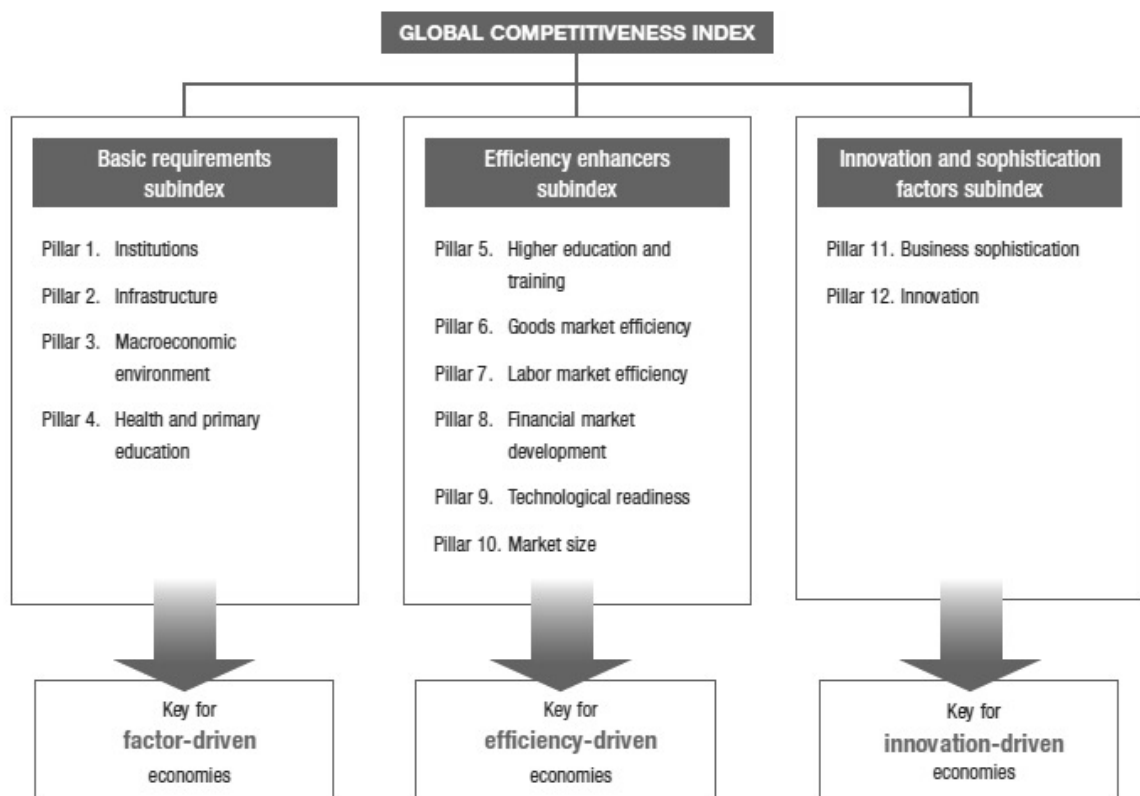 GLOBAL COMPETITIVENESS INDEX
Basic requirements
subindex
Pillar 1. Institutions
Pillar 2. Infrastructure
Pillar 3. Macroeconomic
environment
Pillar 4. Health and primary
education
Key for
factor-driven
economies
Efficiency enhancers
subindex
Pillar 5. Higher education and
training
Pillar 6. Goods market efficiency
Pillar 7. Labor market efficiency
Pillar 8. Financial market
development
Pillar 9. Technological readiness
Pillar 10. Market size
Key for
efficiency-driven
economies
Innovation and sophistication
factors subindex
Pillar 11. Business sophistication
Pillar 12. Innovation
Key for
innovation-driven
economies